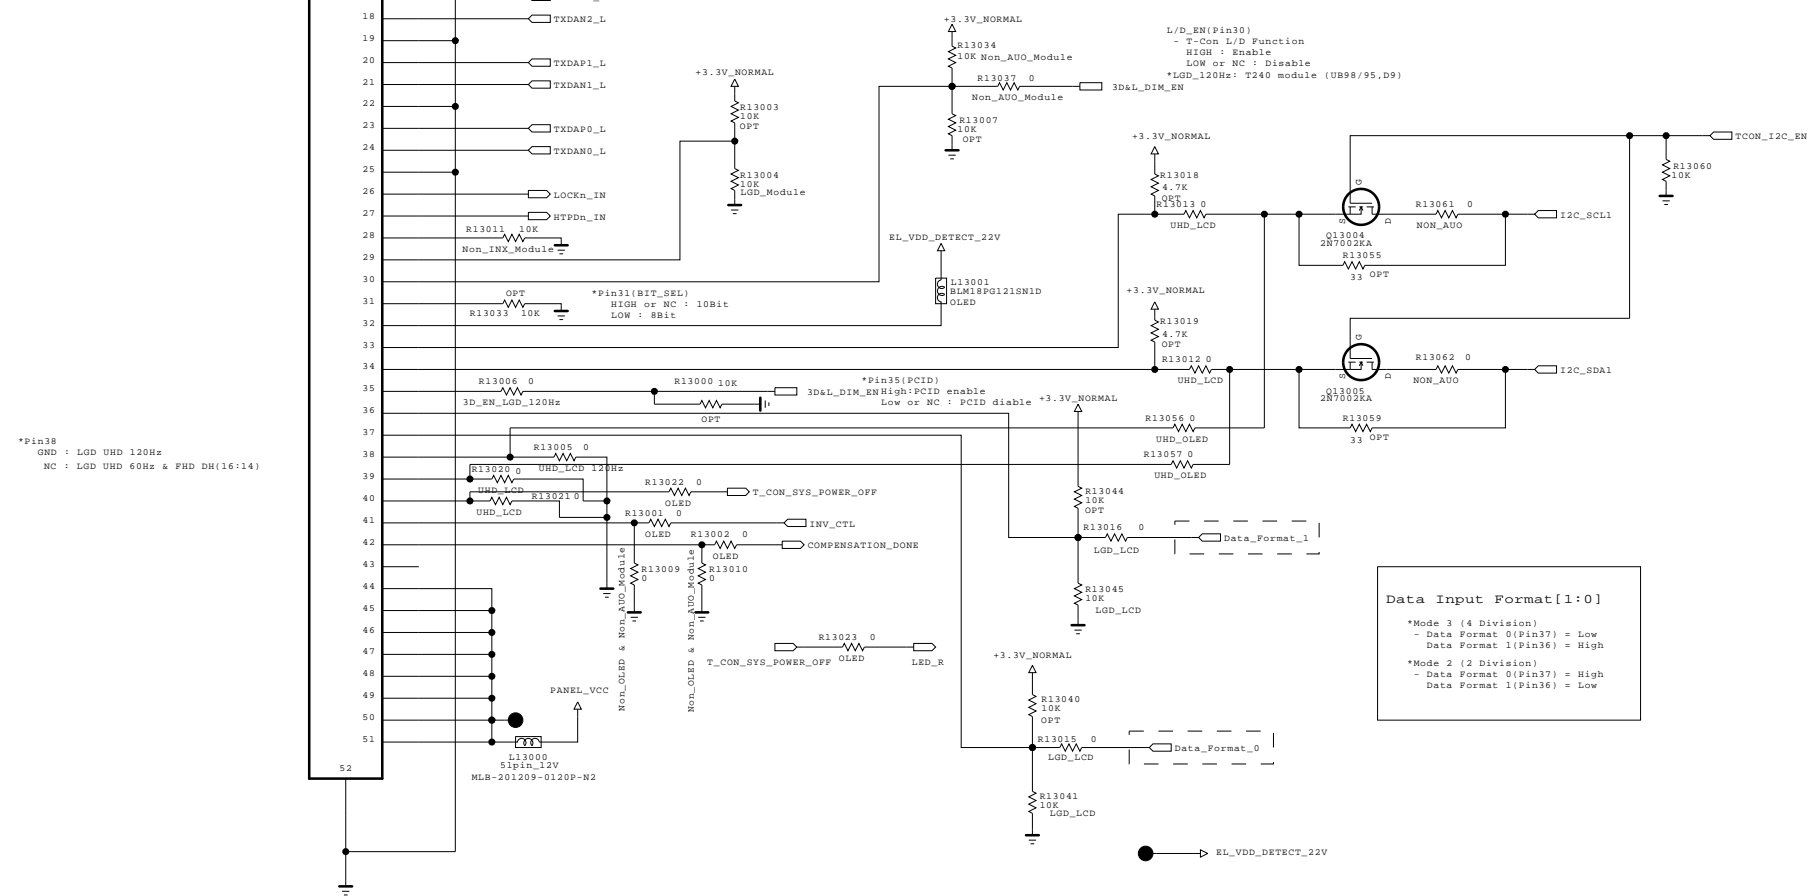 18
TXDAN2_L
19
20
TXDAP1_L
21
TXDAN1_L
22
23
TXDAP0_L
24
TXDAN0_L
25
26
LOCKn_IN
27
HTPDn_IN
28
R13011 10K
Non_INX_Module
29
30
31
OPT
R13033 10K
*Pin31(BIT_SEL)
HIGH or NC : 10Bit
LOW : 8Bit
32
33
34
35
R13006 0
3D_EN_LGD_120Hz
R13000 10K
OPT
3D&L_DIM_EN
*Pin35(PCID)
High:PCID enable
Low or NC : PCID diable
36
37
38
R13005 0
UHD_LCD 120Hz
39
R13020 0
UHD_LCD
40
R13021 0
UHD_LCD
R13022 0
OLED
T_CON_SYS_POWER_OFF
41
R13001 0
OLED
INV_CTL
42
R13002 0
OLED
COMPENSATION_DONE
43
44
45
46
47
48
49
50
51
52
R13009
0
Non_OLED & Non_AUO_Module
R13010
0
Non_OLED & Non_AUO_Module
PANEL_VCC
L13000
51pin_12V
MLB-201209-0120P-N2
*Pin38
GND : LGD UHD 120Hz
NC : LGD UHD 60Hz & FHD DH(16:14)
+3.3V_NORMAL
R13003
10K
OPT
R13004
10K
LGD_Module
+3.3V_NORMAL
R13034
10K
Non_AUO_Module
R13037 0
Non_AUO_Module
3D&L_DIM_EN
R13007
10K
OPT
L/D_EN(Pin30)
- T-Con L/D Function
HIGH : Enable
LOW or NC : Disable
*LGD_120Hz: T240 module (UB98/95,D9)
EL_VDD_DETECT_22V
L13001
BLM18PG121SN1D
OLED
+3.3V_NORMAL
R13018
4.7K
OPT
R13013 0
UHD_LCD
+3.3V_NORMAL
R13019
4.7K
OPT
R13012 0
UHD_LCD
TCON_I2C_EN
R13060
10K
G
S
D
Q13004
2N7002KA
R13061 0
NON_AUO
I2C_SCL1
R13055
33 OPT
G
S
D
Q13005
2N7002KA
R13062 0
NON_AUO
I2C_SDA1
R13059
33 OPT
R13056 0
UHD_OLED
R13057 0
UHD_OLED
+3.3V_NORMAL
R13044
10K
OPT
R13016 0
LGD_LCD
Data_Format_1
R13045
10K
LGD_LCD
T_CON_SYS_POWER_OFF
R13023 0
OLED
LED_R
+3.3V_NORMAL
R13040
10K
OPT
R13015 0
LGD_LCD
Data_Format_0
R13041
10K
LGD_LCD
Data Input Format[1:0]
*Mode 3 (4 Division)
- Data Format 0(Pin37) = Low
Data Format 1(Pin36) = High
*Mode 2 (2 Division)
- Data Format 0(Pin37) = High
Data Format 1(Pin36) = Low
EL_VDD_DETECT_22V